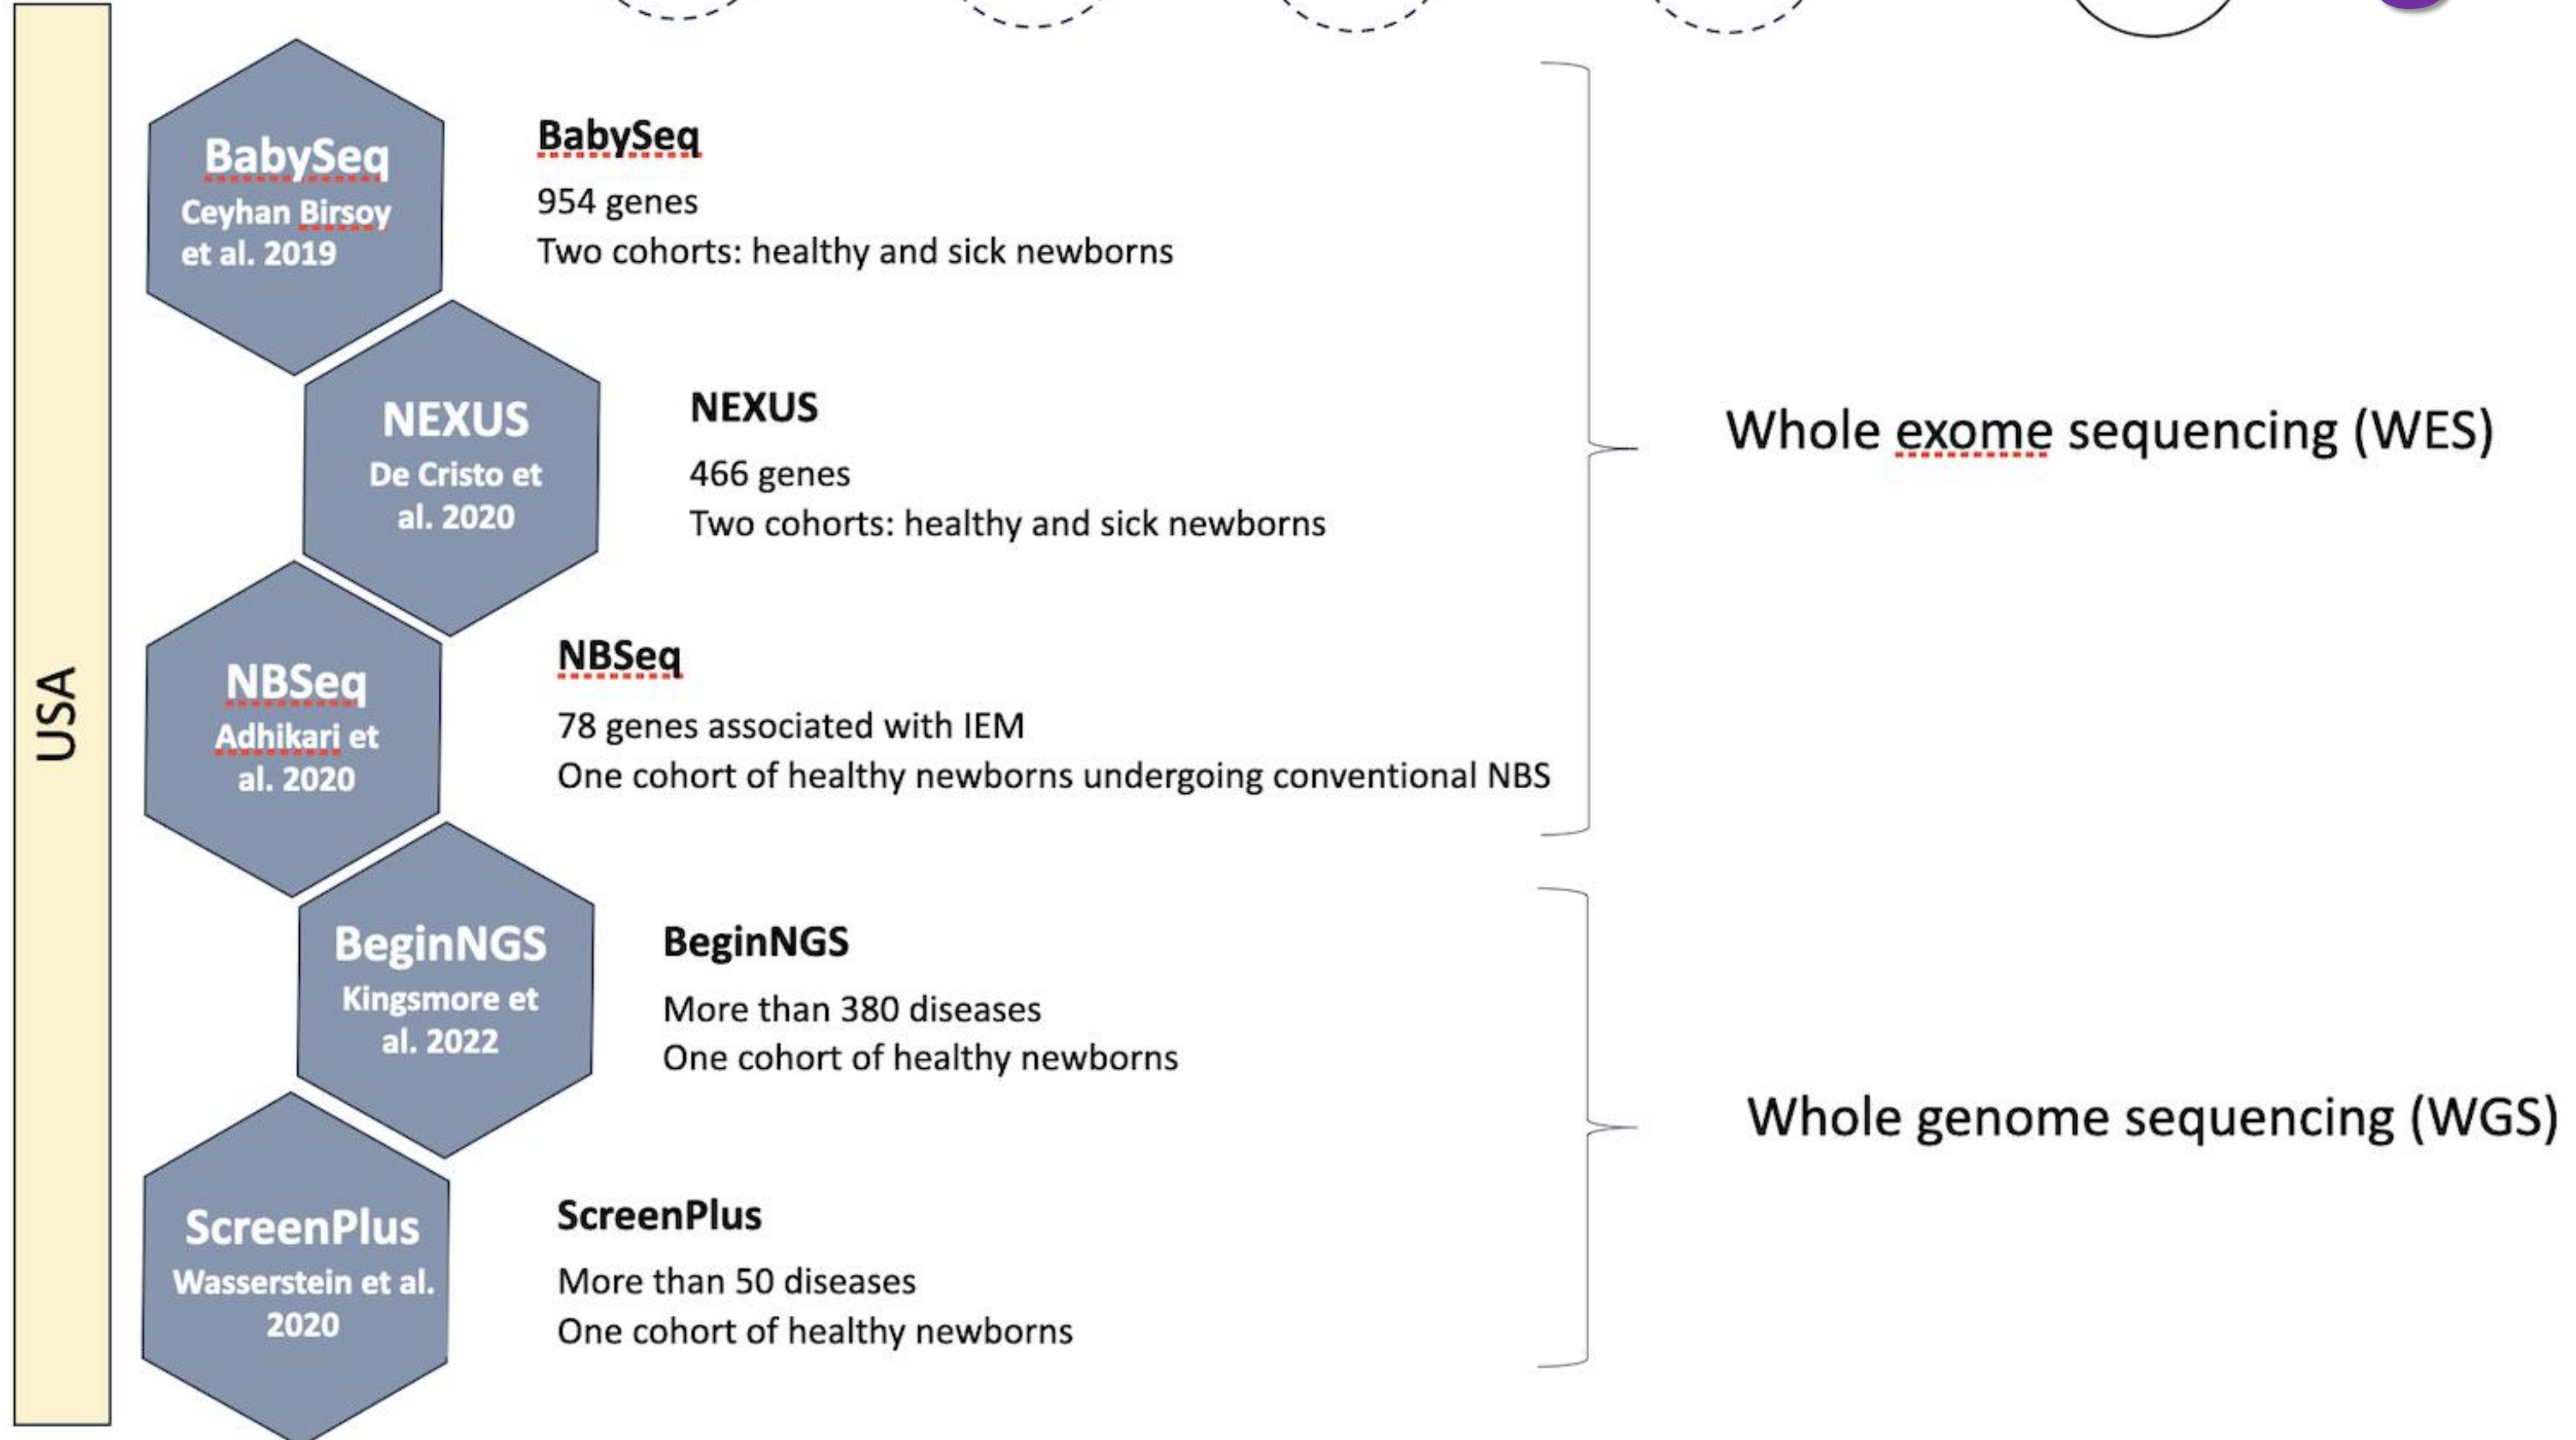 USA
BabySeq
Ceyhan Birsoy
et al. 2019
BabySeq
954 genes
Two cohorts: healthy and sick newborns
NEXUS
De Cristo et
al. 2020
NEXUS
466 genes
Two cohorts: healthy and sick newborns
Whole exome sequencing (WES)
NBSeq
Adhikari et
al. 2020
NBSeq
78 genes associated with IEM
One cohort of healthy newborns undergoing conventional NBS
BeginNGS
Kingsmore et
al. 2022
BeginNGS
More than 380 diseases
One cohort of healthy newborns
Whole genome sequencing (WGS)
ScreenPlus
Wasserstein et al.
2020
ScreenPlus
More than 50 diseases
One cohort of healthy newborns